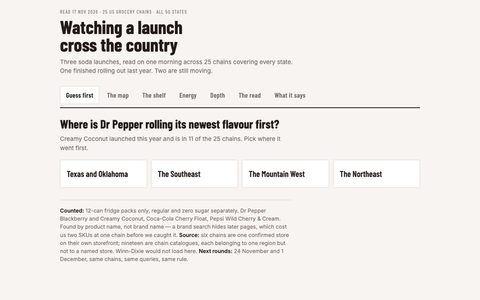 READ 17 NOV 2026 · 25 US GROCERY CHAINS · ALL 50 STATES
Watching a launch
cross the country
Three soda launches, read on one morning across 25 chains covering every state.
One finished rolling out last year. Two are still moving.
Guess first
The map
The shelf
Energy
Depth
The read
What it says
Where is Dr Pepper rolling its newest flavour first?
Creamy Coconut launched this year and is in 11 of the 25 chains. Pick where it
went first.
Texas and Oklahoma
The Southeast
The Mountain West
The Northeast
Counted: 12-can fridge packs only, regular and zero sugar separately. Dr Pepper
Blackberry and Creamy Coconut, Coca-Cola Cherry Float, Pepsi Wild Cherry & Cream.
Found by product name, not brand name — a brand search hides later pages, which cost
us two SKUs at one chain before we caught it. Source: six chains are one confirmed store
on their own storefront; nineteen are chain catalogues, each belonging to one region but
not to a named store. Winn-Dixie would not load here. Next rounds: 24 November and 1
December, same chains, same queries, same rule.